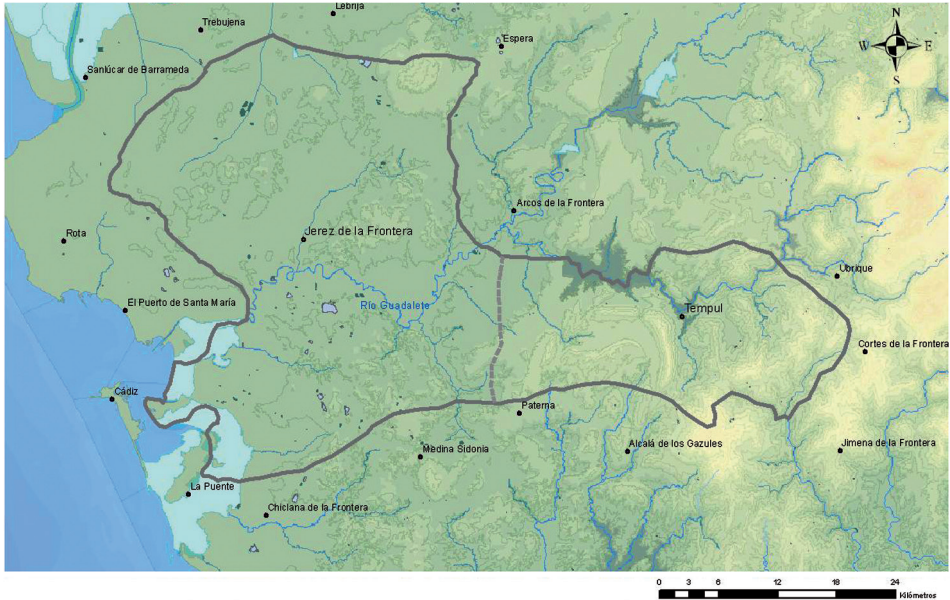 Lebrija
Trebujena
N
Espera
W E
S
Sanlúcar de Barrameda
Arcos de la Frontera
Jerez de la Frontera
Rota
Ubrique
El Puerto de Santa María
Río Guadalete
Tempul
Cortes de la Frontera
Cádiz
Paterna
Alcalá de los Gazules
Jimena de la Frontera
Medina Sidonia
La Puente
Chiclana de la Frontera
0 3 6 12 18 24
Kilómetros